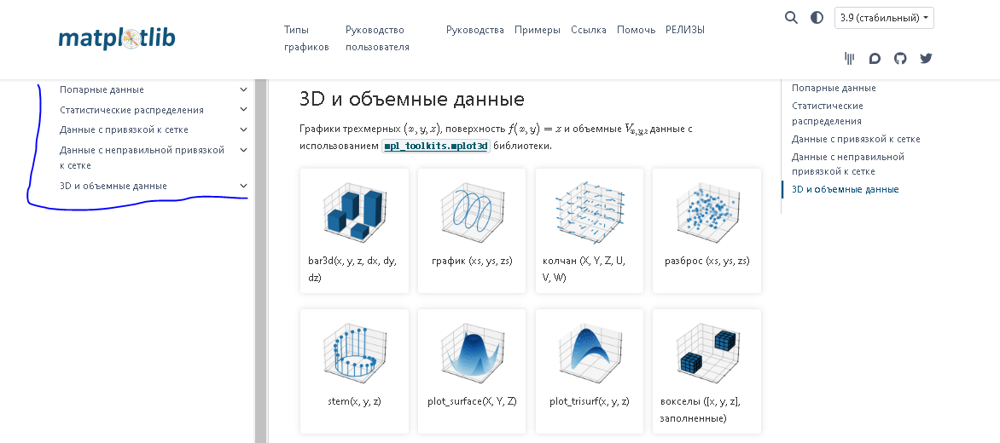 matplotlib
Типы
графиков
Руководство
пользователя
Руководства
Примеры
Ссылка
Помочь
РЕЛИЗЫ
3.9 (стабильный)
Попарные данные
Статистические распределения
Данные с привязкой к сетке
Данные с неправильной привязкой
к сетке
3D и объемные данные
3D и объемные данные
Графики трехмерных (x, y, z), поверхность f(x, y) = z и объемные Vx,y,z данные с
использованием mpl_toolkits.mplot3d библиотеки.
bar3d(x, y, z, dx, dy,
dz)
график (xs, ys, zs)
колчан (X, Y, Z, U,
V, W)
разброс (xs, ys, zs)
stem(x, y, z)
plot_surface(X, Y, Z)
plot_trisurf(x, y, z)
вокселы ([x, y, z],
заполненные)
Попарные данные
Статистические
распределения
Данные с привязкой к сетке
Данные с неправильной
привязкой к сетке
3D и объемные данные